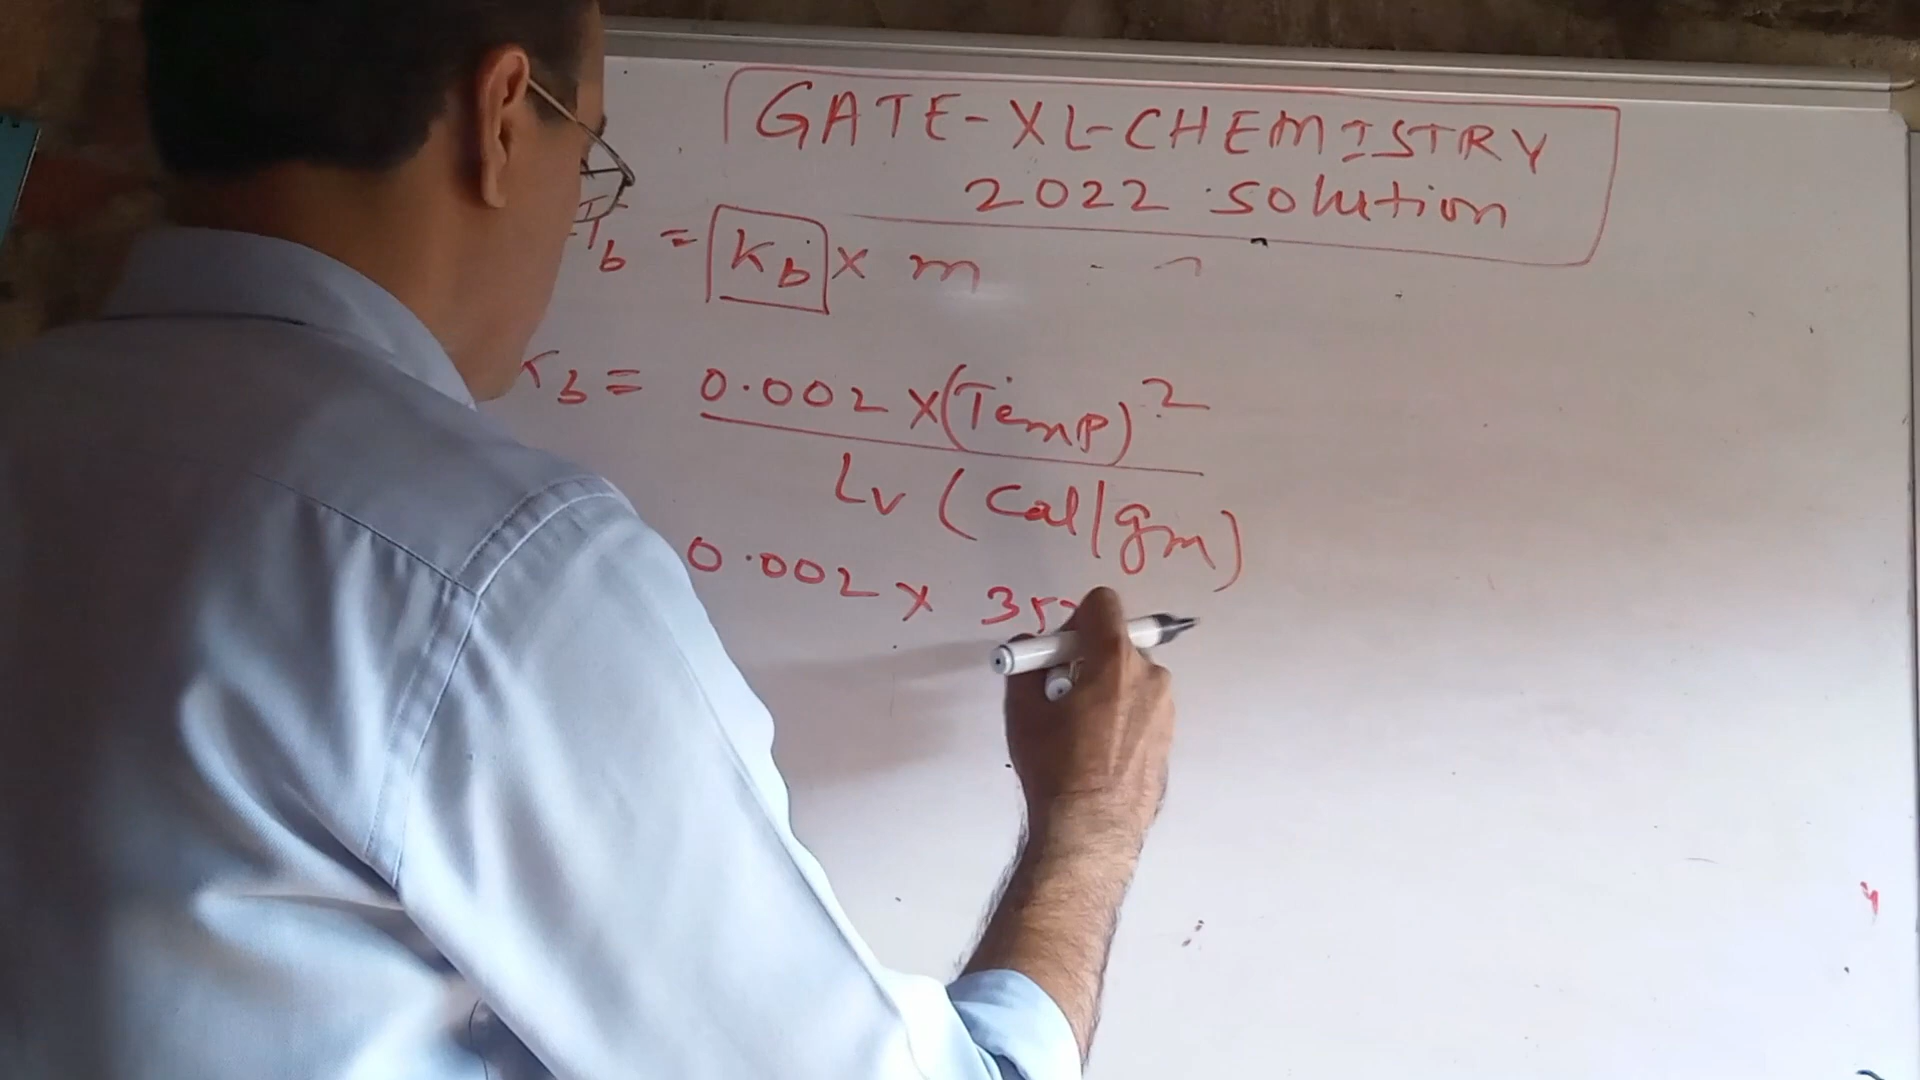 GATE-XL-CHEMISTRY
2022 Solution
Tb = Kb × m
Kb = 0.002 × (Temp)²
Lv (Cal/gm)
0.002 × 35